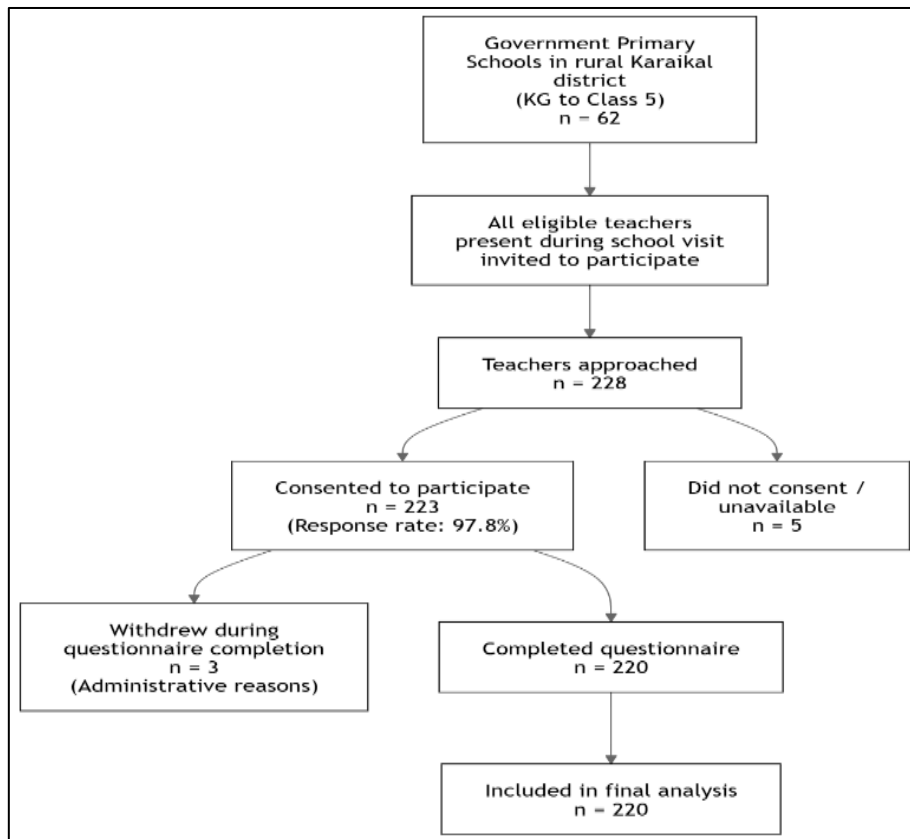 Government Primary
Schools in rural Karaikal
district
(KG to Class 5)
n = 62
All eligible teachers
present during school visit
invited to participate
Teachers approached
n = 228
Consented to participate
n = 223
(Response rate: 97.8%)
Did not consent /
unavailable
n = 5
Withdrew during
questionnaire completion
n = 3
(Administrative reasons)
Completed questionnaire
n = 220
Included in final analysis
n = 220